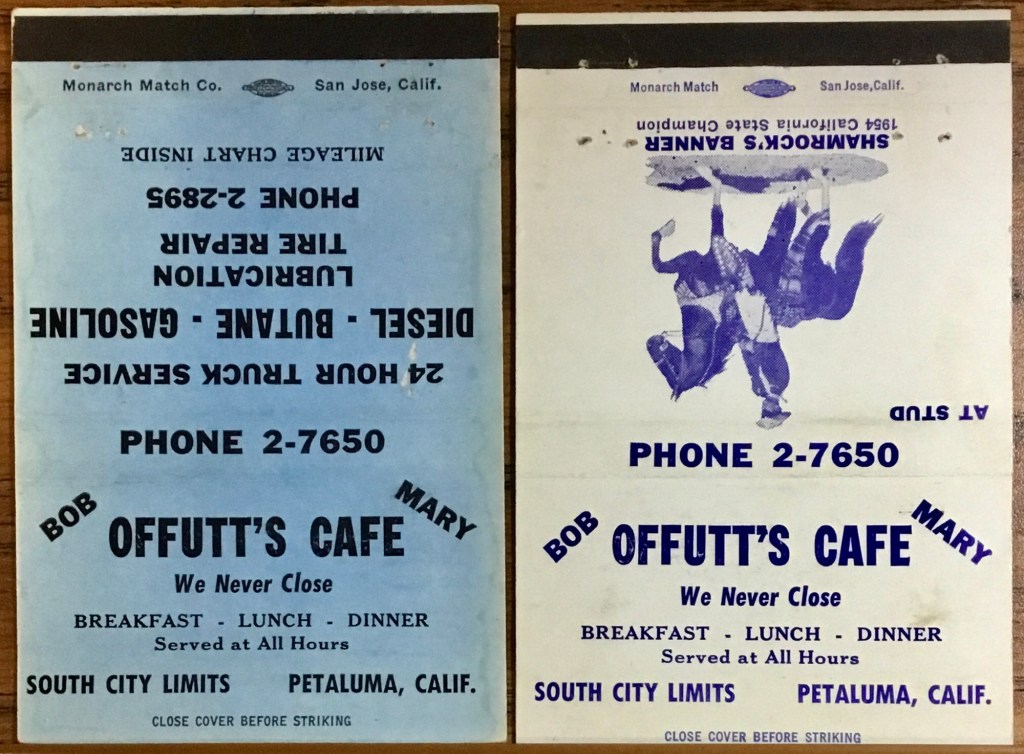 Monarch Match Co. San Jose, Calif.
MILEAGE CHART INSIDE
PHONE 2-2895
TIRE REPAIR
LUBRICATION
DIESEL - BUTANE - GASOLINE
24 HOUR TRUCK SERVICE
PHONE 2-7650
BOB MARY
OFFUTT'S CAFE
We Never Close
BREAKFAST - LUNCH - DINNER
Served at All Hours
SOUTH CITY LIMITS PETALUMA, CALIF.
CLOSE COVER BEFORE STRIKING
Monarch Match San Jose, Calif.
1954 California State Champion
SHAMROCK'S BANNER
AT STUD
PHONE 2-7650
BOB MARY
OFFUTT'S CAFE
We Never Close
BREAKFAST - LUNCH - DINNER
Served at All Hours
SOUTH CITY LIMITS PETALUMA, CALIF.
CLOSE COVER BEFORE STRIKING